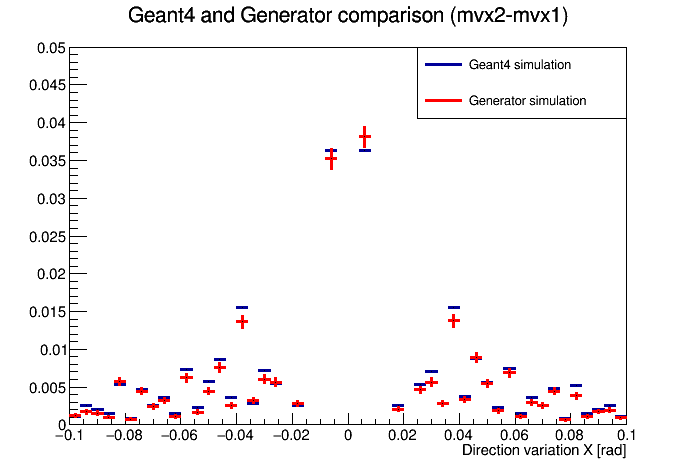 Geant4 and Generator comparison (mvx2-mvx1)
0.05
0.045
0.04
0.035
0.03
0.025
0.02
0.015
0.01
0.005
0
Geant4 simulation
Generator simulation
−0.1 −0.08 −0.06 −0.04 −0.02 0 0.02 0.04 0.06 0.08 0.1
Direction variation X [rad]